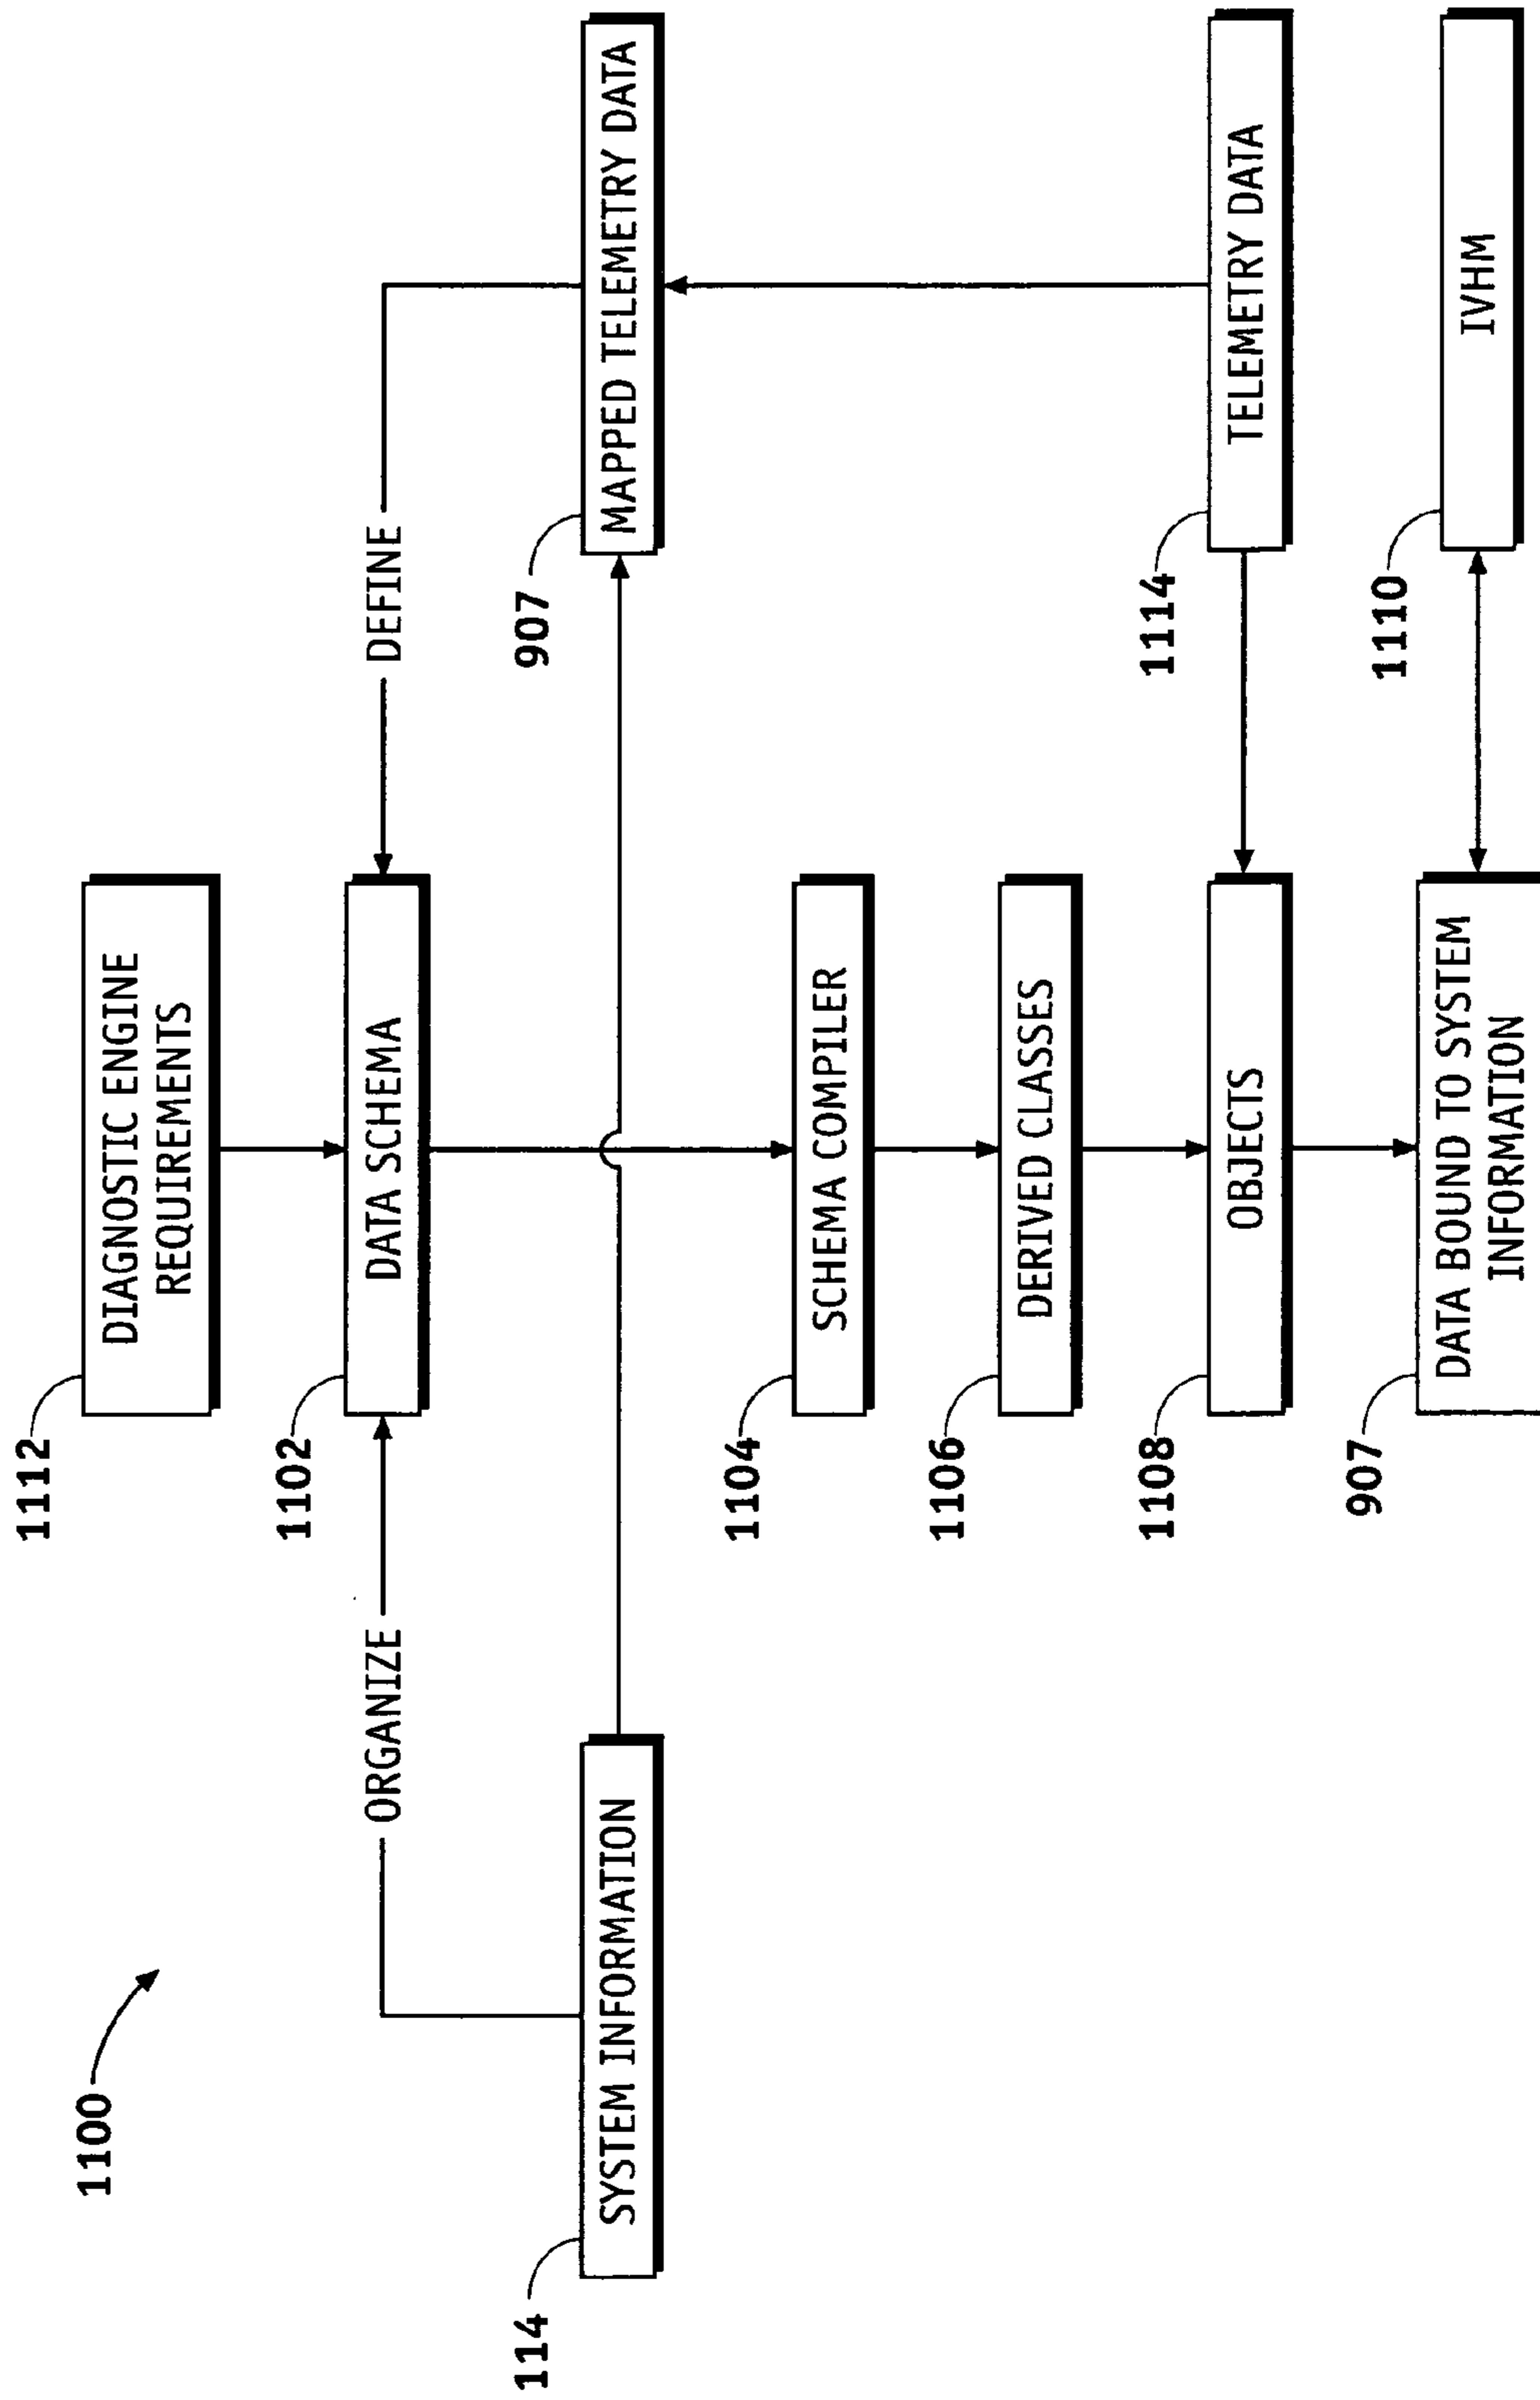 1100
1112
DIAGNOSTIC ENGINE
REQUIREMENTS
ORGANIZE
1102
DATA SCHEMA
DEFINE
114
SYSTEM INFORMATION
907
MAPPED TELEMETRY DATA
1104
SCHEMA COMPILER
1106
DERIVED CLASSES
1108
OBJECTS
1114
TELEMETRY DATA
907
DATA BOUND TO SYSTEM
INFORMATION
1110
IVHM